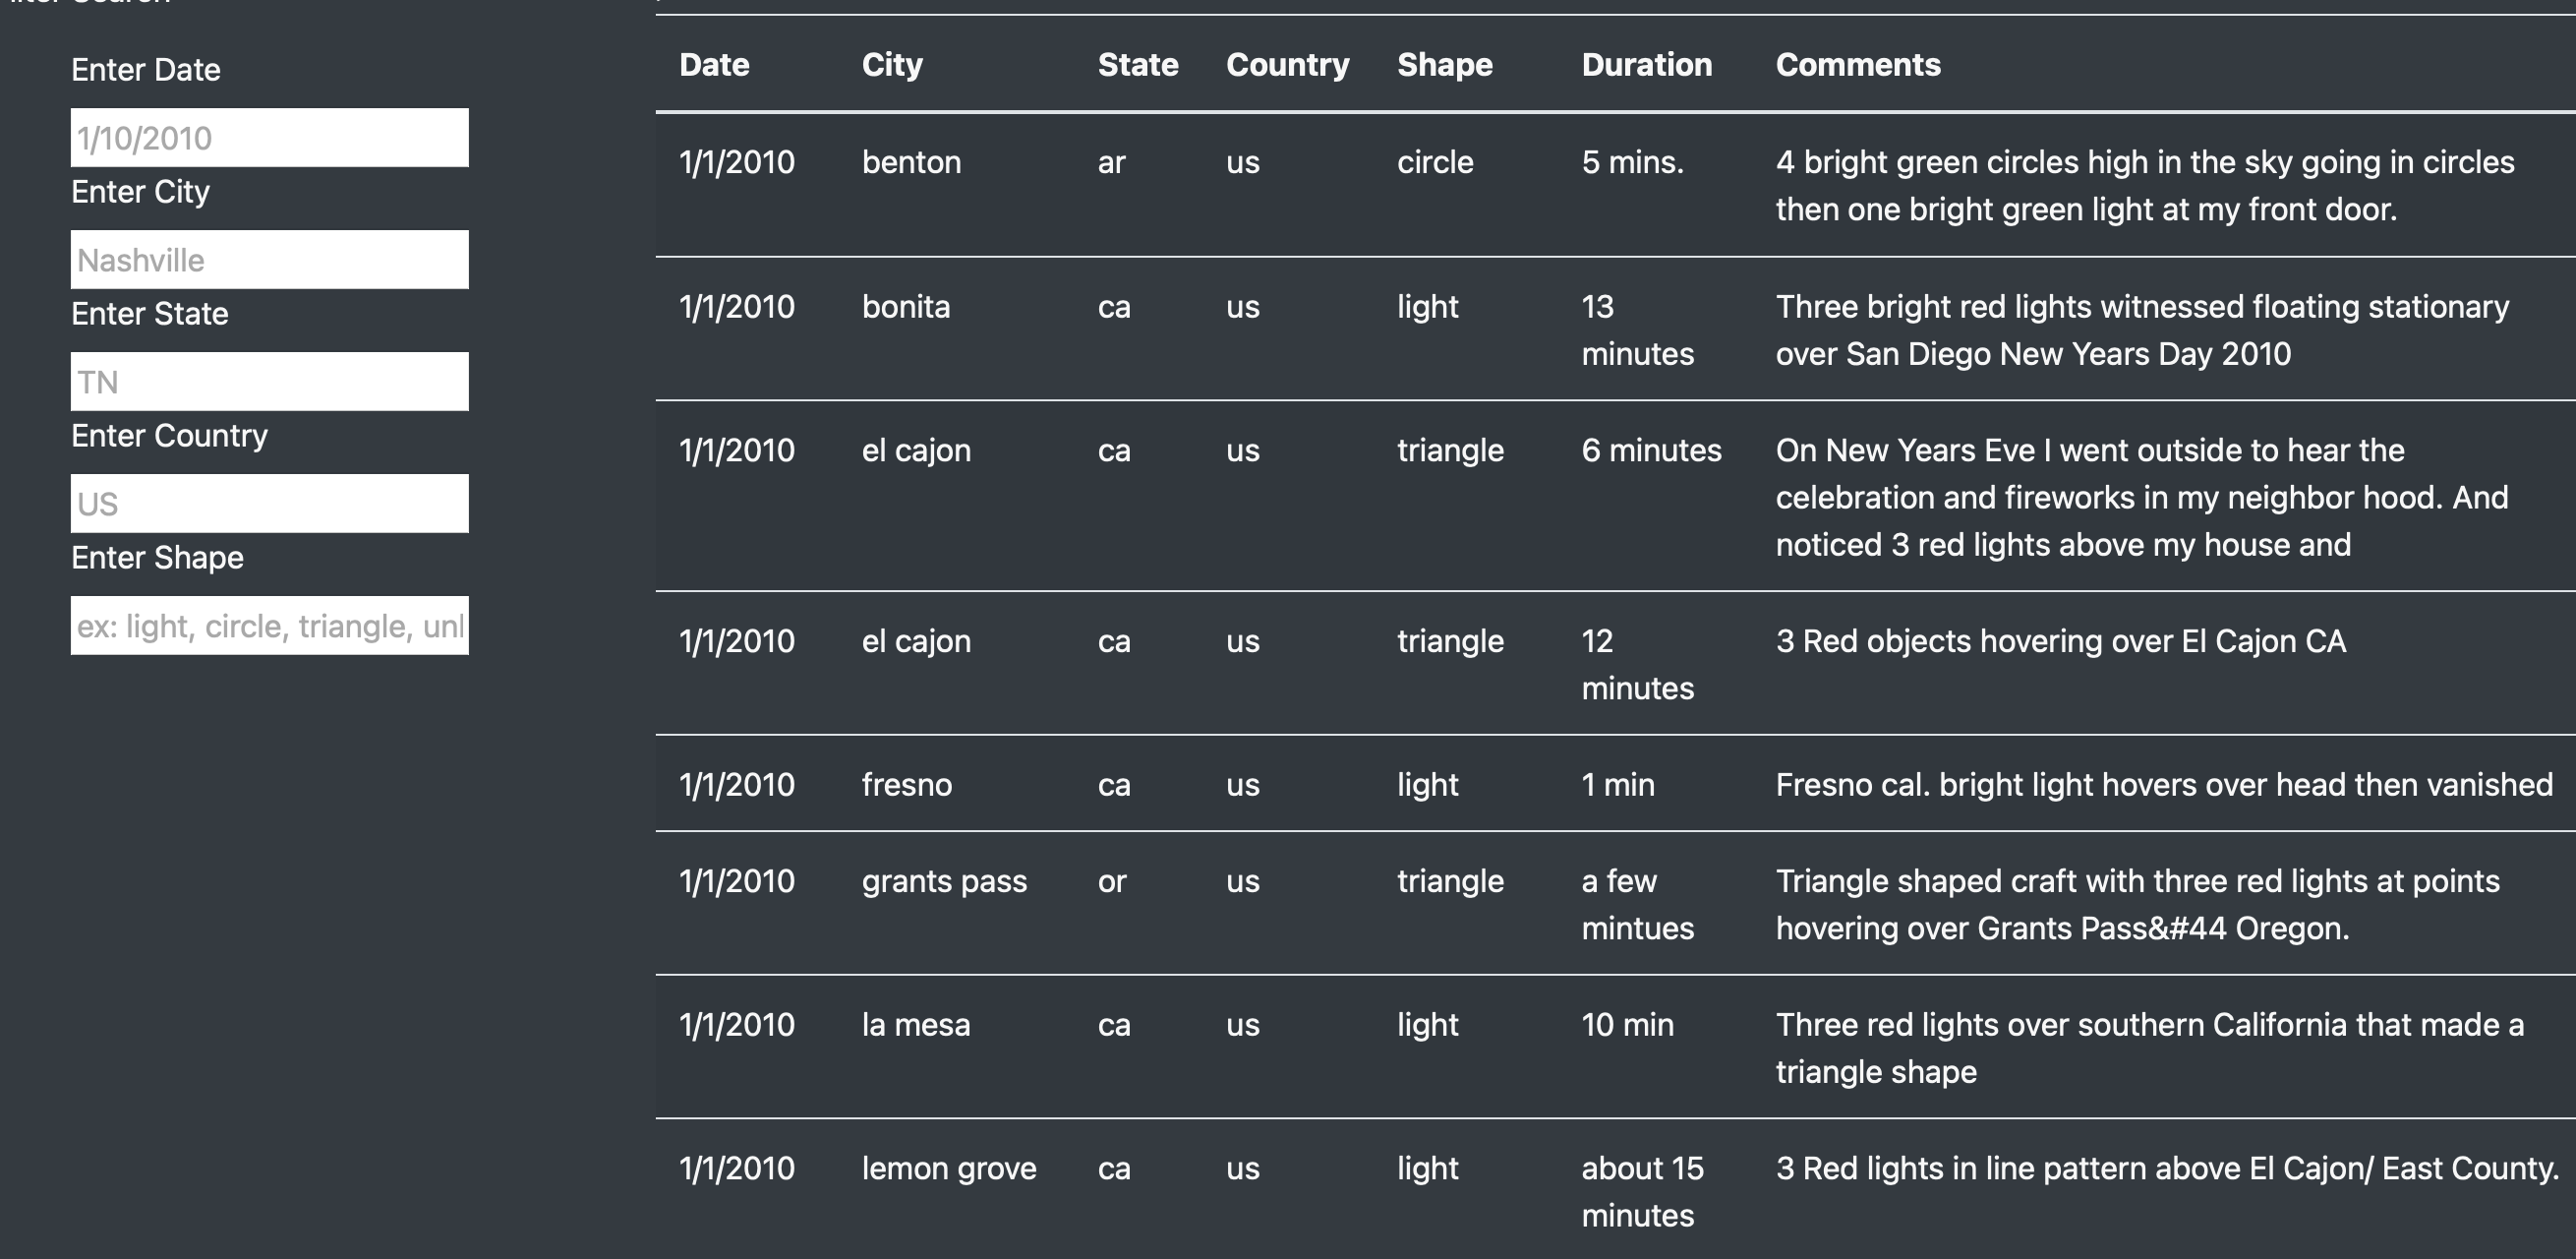 Enter Date
1/10/2010
Enter City
Nashville
Enter State
TN
Enter Country
US
Enter Shape
ex: light, circle, triangle,
Date City State Country Shape Duration Comments
1/1/2010 benton ar us circle 5 mins. 4 bright green circles high in the sky going in circles
then one bright green light at my front door.
1/1/2010 bonita ca us light 13 Three bright red lights witnessed floating stationary
minutes over San Diego New Years Day 2010
1/1/2010 el cajon ca us triangle 6 minutes On New Years Eve I went outside to hear the
celebration and fireworks in my neighbor hood. And
noticed 3 red lights above my house and
1/1/2010 el cajon ca us triangle 12 3 Red objects hovering over El Cajon CA
minutes
1/1/2010 fresno ca us light 1 min Fresno cal. bright light hovers over head then vanished
1/1/2010 grants pass or us triangle a few Triangle shaped craft with three red lights at points
mintues hovering over Grants Pass&#44 Oregon.
1/1/2010 la mesa ca us light 10 min Three red lights over southern California that made a
triangle shape
1/1/2010 lemon grove ca us light about 15 3 Red lights in line pattern above El Cajon/ East County.
minutes